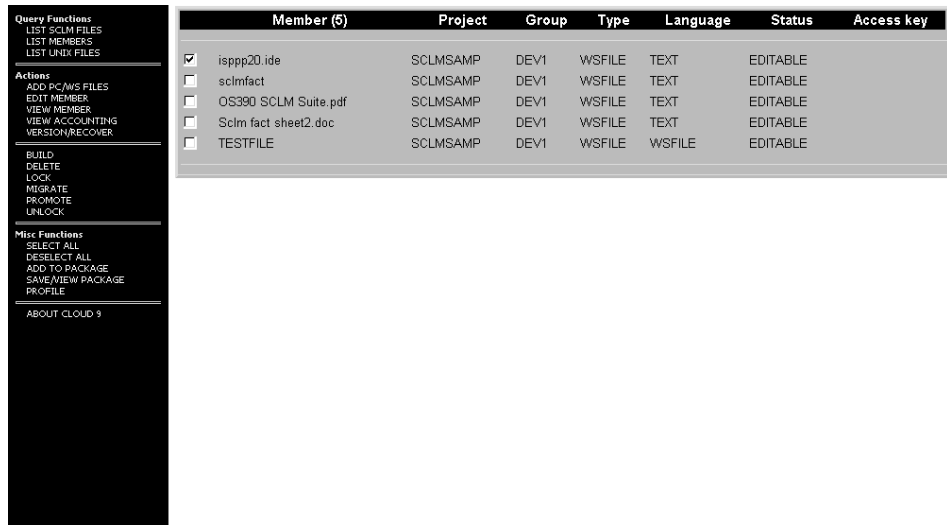 Query Functions
LIST SCLM FILES
LIST MEMBERS
LIST UNIX FILES
Actions
ADD PC/WS FILES
EDIT MEMBER
VIEW MEMBER
VIEW ACCOUNTING
VERSION/RECOVER
BUILD
DELETE
LOCK
MIGRATE
PROMOTE
UNLOCK
Misc Functions
SELECT ALL
DESELECT ALL
ADD TO PACKAGE
SAVE/VIEW PACKAGE
PROFILE
ABOUT CLOUD 9
Member (5) Project Group Type Language Status Access key
isppp20.ide SCLMSAMP DEV1 WSFILE TEXT EDITABLE
sclmfact SCLMSAMP DEV1 WSFILE TEXT EDITABLE
OS390 SCLM Suite.pdf SCLMSAMP DEV1 WSFILE TEXT EDITABLE
Sclm fact sheet2.doc SCLMSAMP DEV1 WSFILE TEXT EDITABLE
TESTFILE SCLMSAMP DEV1 WSFILE WSFILE EDITABLE